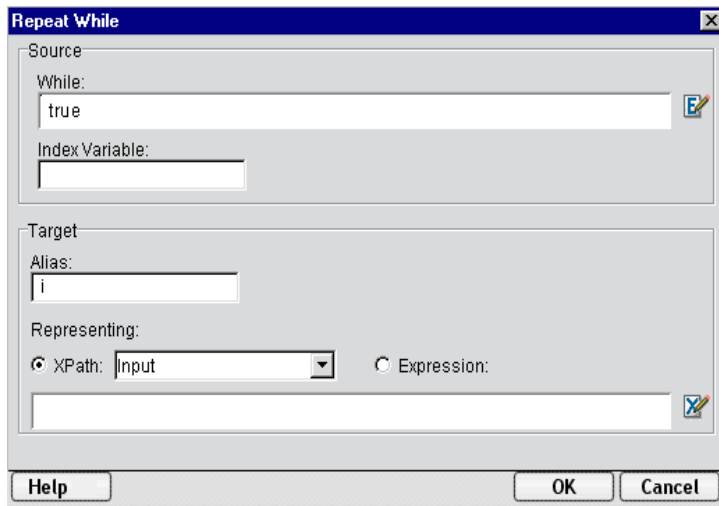 Repeat While
Source
While:
true
Index Variable:
Target
Alias:
i
Representing:
XPath: Input Expression:
Help OK Cancel